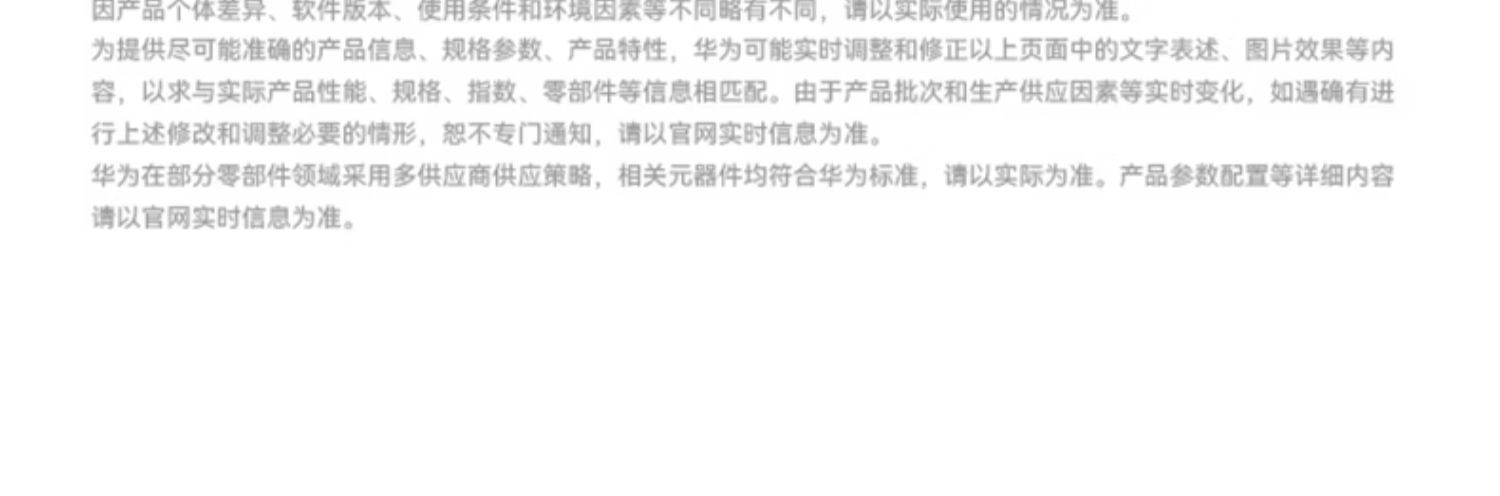 因产品个体差异、软件版本、使用条件和环境因素等不同略有不同，请以实际使用的情况为准。
为提供尽可能准确的产品信息、规格参数、产品特性，华为可能实时调整和修正以上页面中的文字表述、图片效果等内
容，以求与实际产品性能、规格、指数、零部件等信息相匹配。由于产品批次和生产供应因素等实时变化，如遇确有进
行上述修改和调整必要的情形，恕不专门通知，请以官网实时信息为准。
华为在部分零部件领域采用多供应商供应策略，相关元器件均符合华为标准，请以实际为准。产品参数配置等详细内容
请以官网实时信息为准。